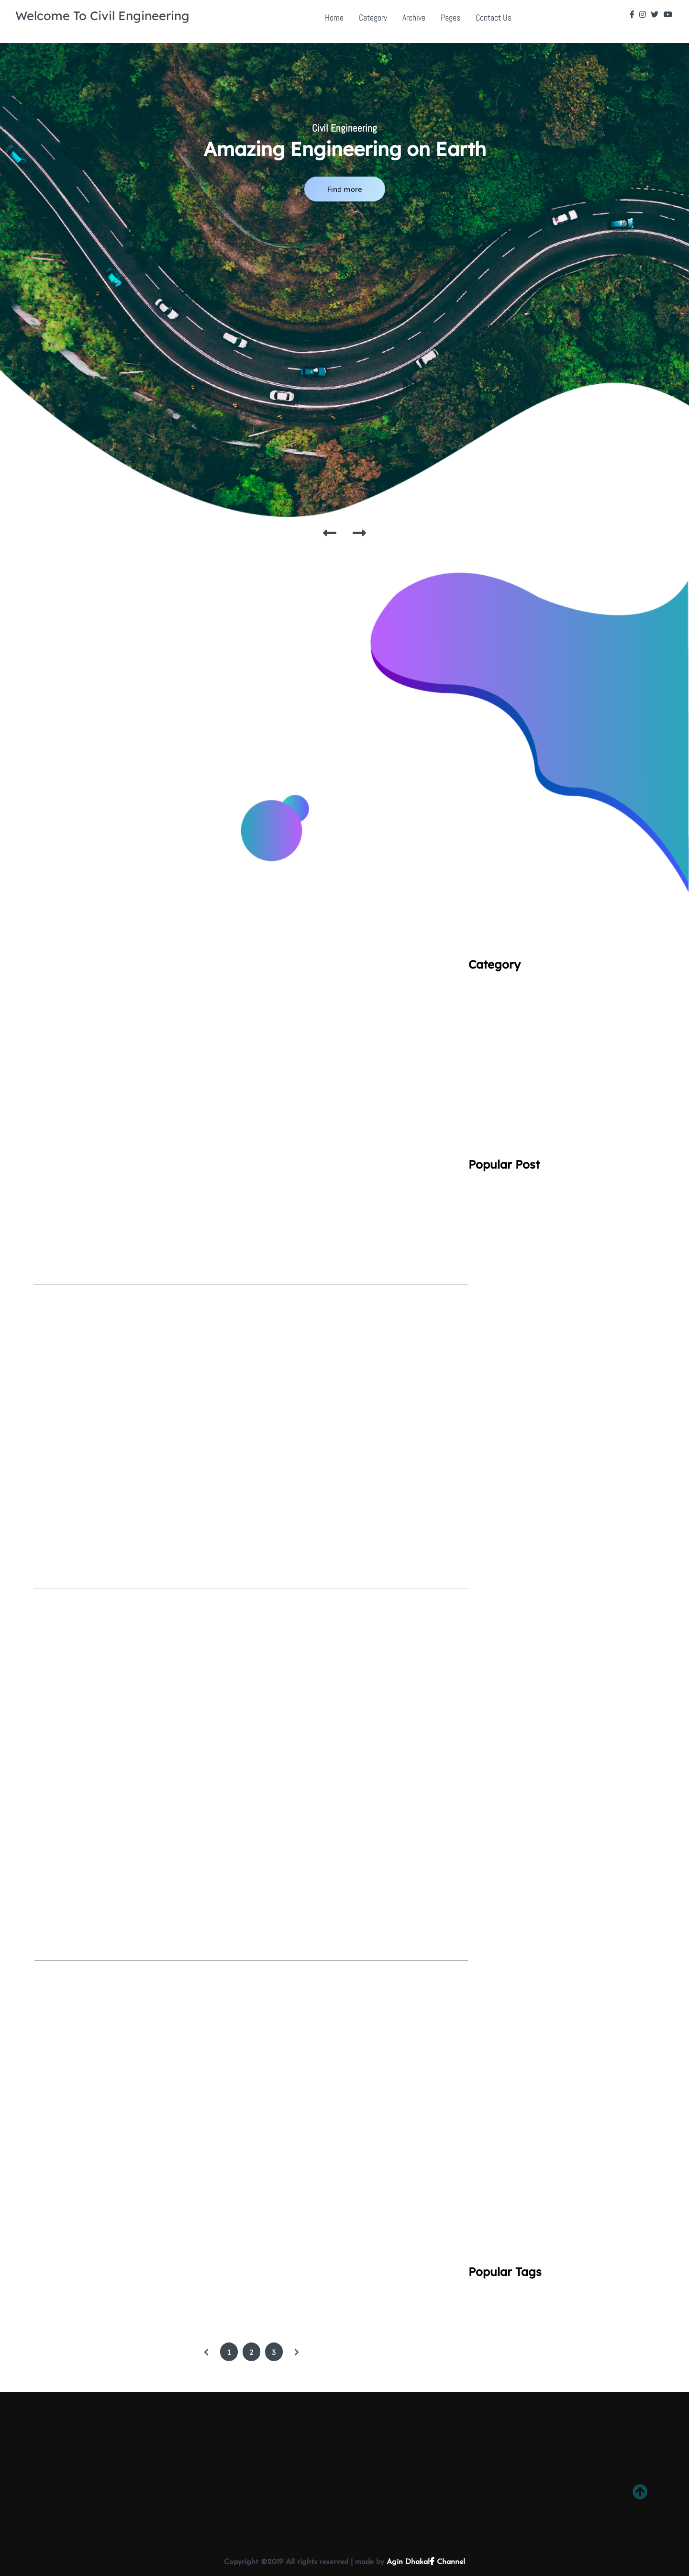 Welcome To Civil Engineering
Home Category Archive Pages Contact Us
Civil Engineering
Amazing Engineering on Earth
Find more
Category
Popular Post
Popular Tags
1 2 3
Copyright ©2019 All rights reserved | made by Agin Dhakal Channel